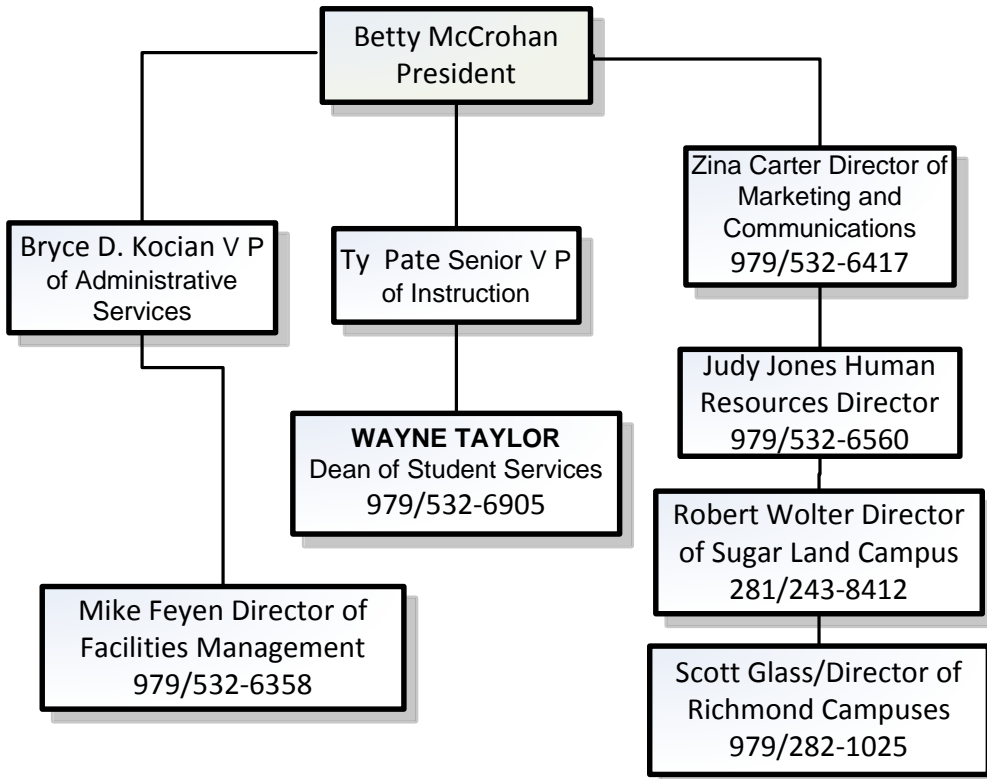 Betty McCrohan
President
Bryce D. Kocian V P
of Administrative
Services
Ty Pate Senior V P
of Instruction
Zina Carter Director of
Marketing and
Communications
979/532-6417
Judy Jones Human
Resources Director
979/532-6560
WAYNE TAYLOR
Dean of Student Services
979/532-6905
Robert Wolter Director
of Sugar Land Campus
281/243-8412
Mike Feyen Director of
Facilities Management
979/532-6358
Scott Glass/Director of
Richmond Campuses
979/282-1025